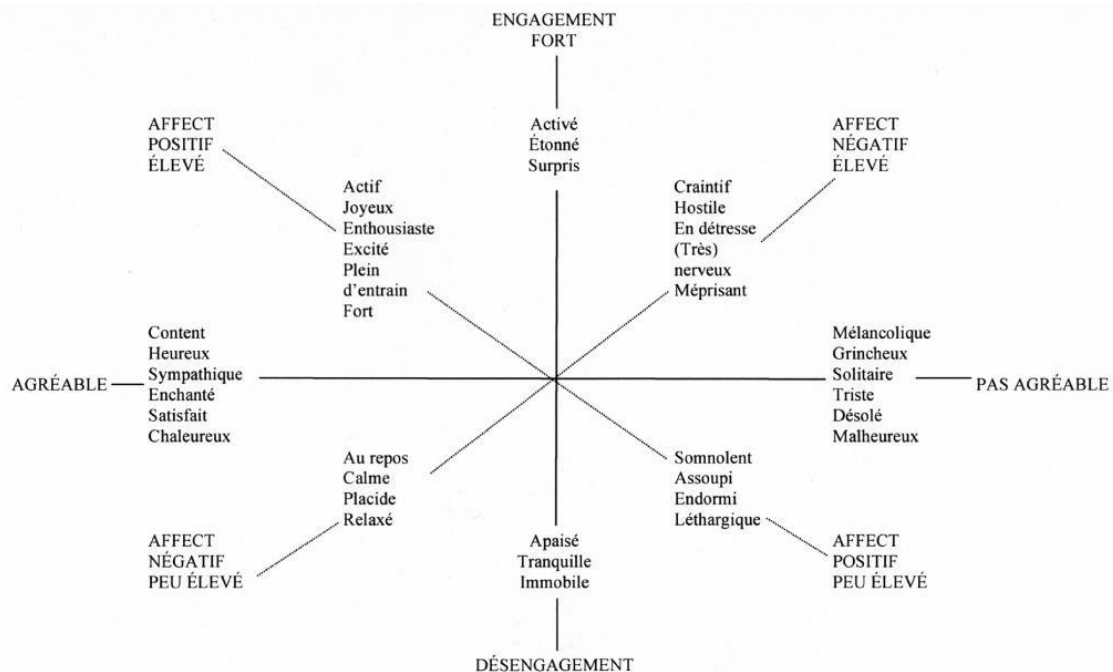 ENGAGEMENT
FORT
AFFECT
POSITIF
ÉLEVÉ
Activé
Étonné
Surpris
AFFECT
NÉGATIF
ÉLEVÉ
Actif
Joyeux
Enthousiaste
Excité
Plein
d'entrain
Fort
Craintif
Hostile
En détresse
(Très)
nerveux
Méprisant
AGRÉABLE
Content
Heureux
Sympathique
Enchanté
Satisfait
Chaleureux
Mélancolique
Grincheux
Solitaire
Triste
Désolé
Malheureux
PAS AGRÉABLE
Au repos
Calme
Placide
Relaxé
Somnolent
Assoupi
Endormi
Léthargique
AFFECT
NÉGATIF
PEU ÉLEVÉ
Apaisé
Tranquille
Immobile
AFFECT
POSITIF
PEU ÉLEVÉ
DÉSENGAGEMENT